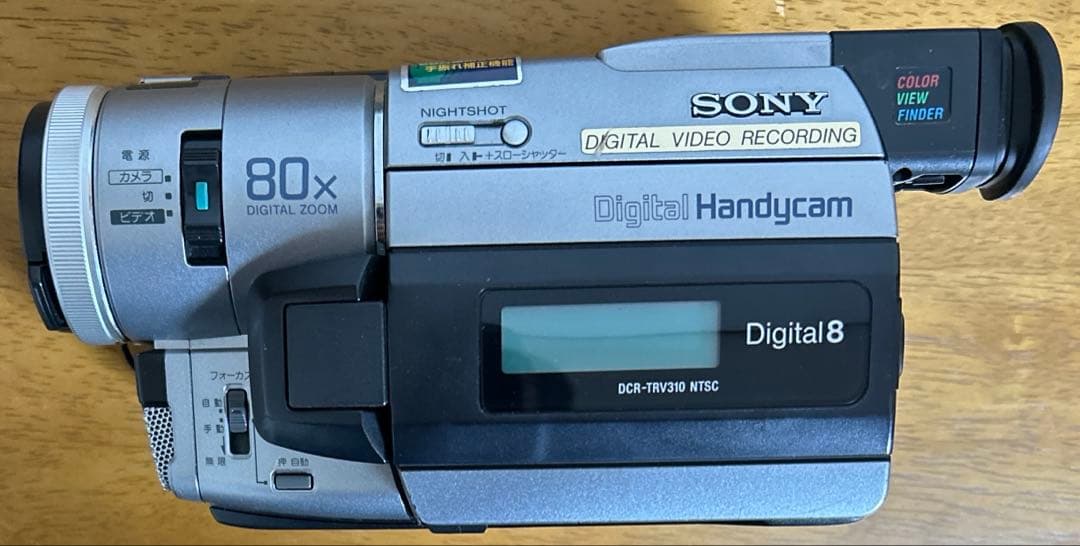 手振れ補正機能
NIGHTSHOT
切 入 +スローシャッター
SONY
DIGITAL VIDEO RECORDING
COLOR
VIEW
FINDER
電源
カメラ
切
ビデオ
80x
DIGITAL ZOOM
Digital Handycam
Digital8
DCR-TRV310 NTSC
フォーカス
自動
手動
無限
押 自動